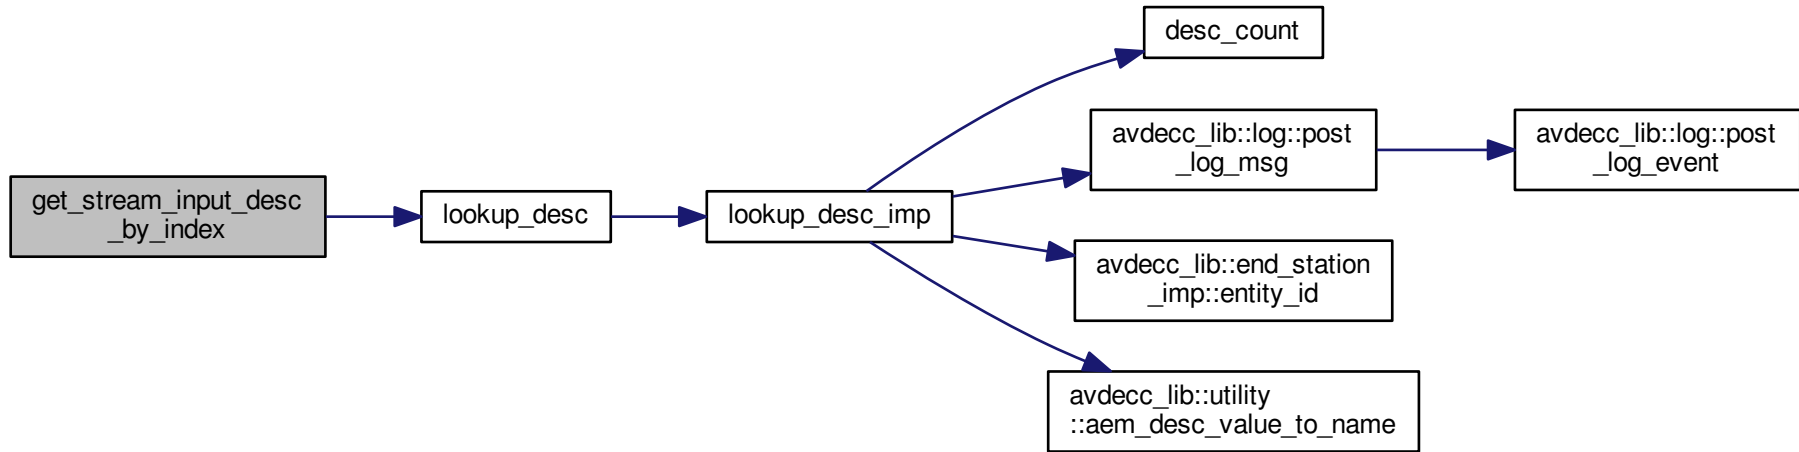 get_stream_input_desc
_by_index
lookup_desc
lookup_desc_imp
desc_count
avdecc_lib::log::post
_log_msg
avdecc_lib::log::post
_log_event
avdecc_lib::end_station
_imp::entity_id
avdecc_lib::utility
::aem_desc_value_to_name